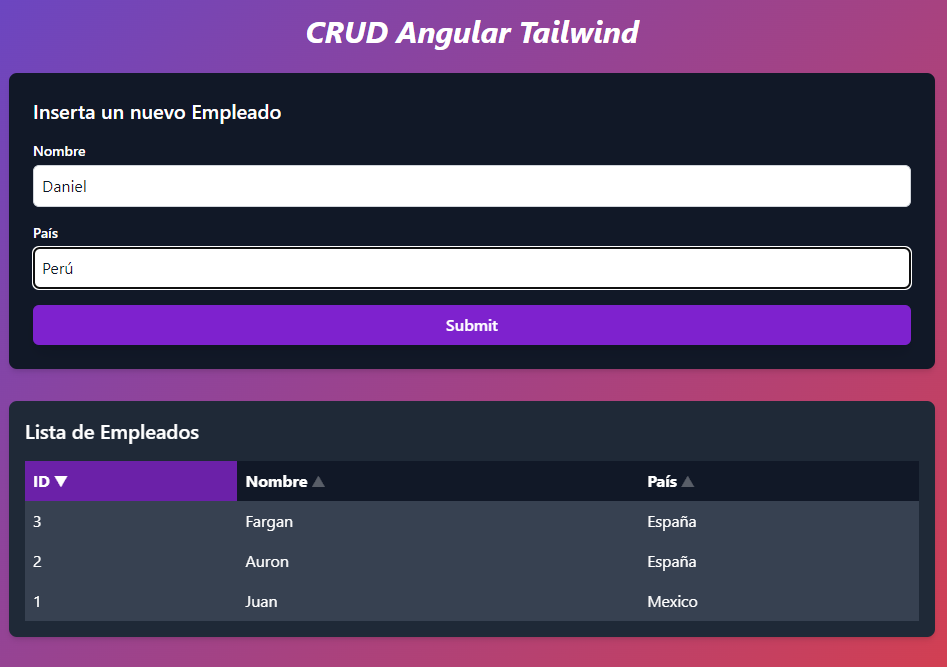 CRUD Angular Tailwind
Inserta un nuevo Empleado
Nombre
Daniel
País
Perú
Submit
Lista de Empleados
ID ▼ Nombre ▲ País ▲
3 Fargan España
2 Auron España
1 Juan Mexico